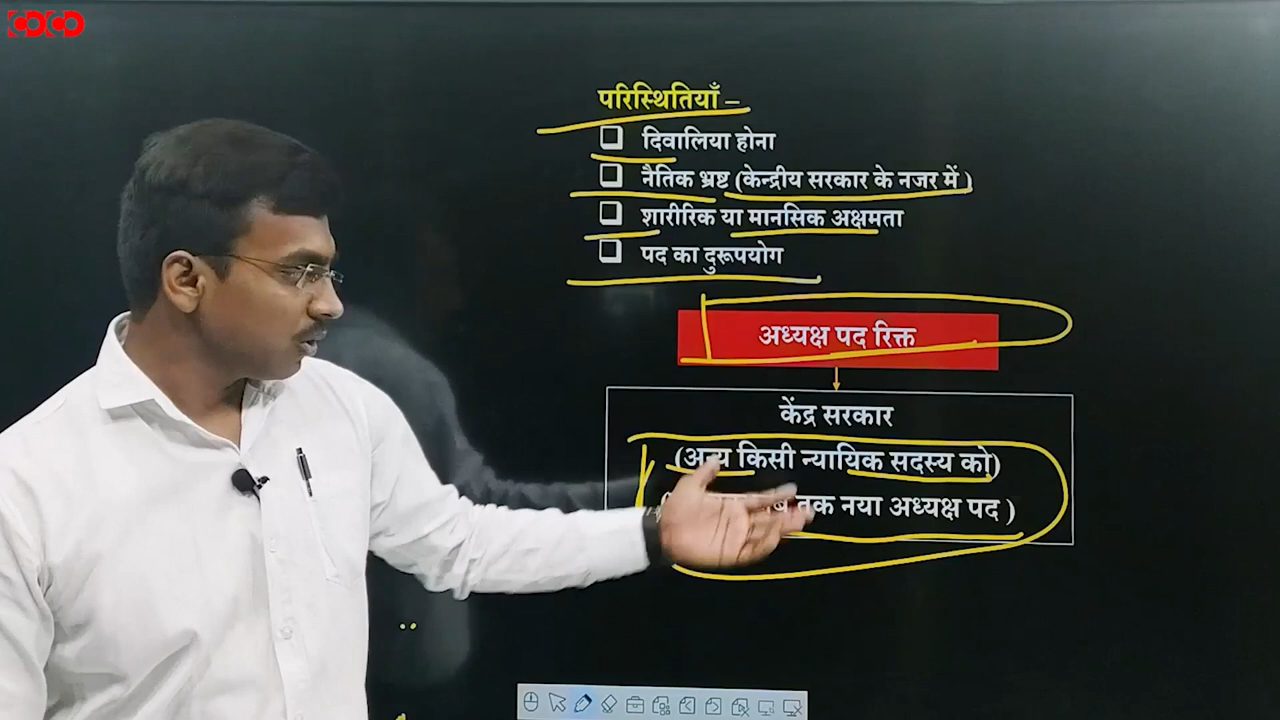 परिस्थितियाँ –
दिवालिया होना
नैतिक भ्रष्ट (केन्द्रीय सरकार के नजर में )
शारीरिक या मानसिक अक्षमता
पद का दुरूपयोग
अध्यक्ष पद रिक्त
केंद्र सरकार
(अन्य किसी न्यायिक सदस्य को)
तक नया अध्यक्ष पद )